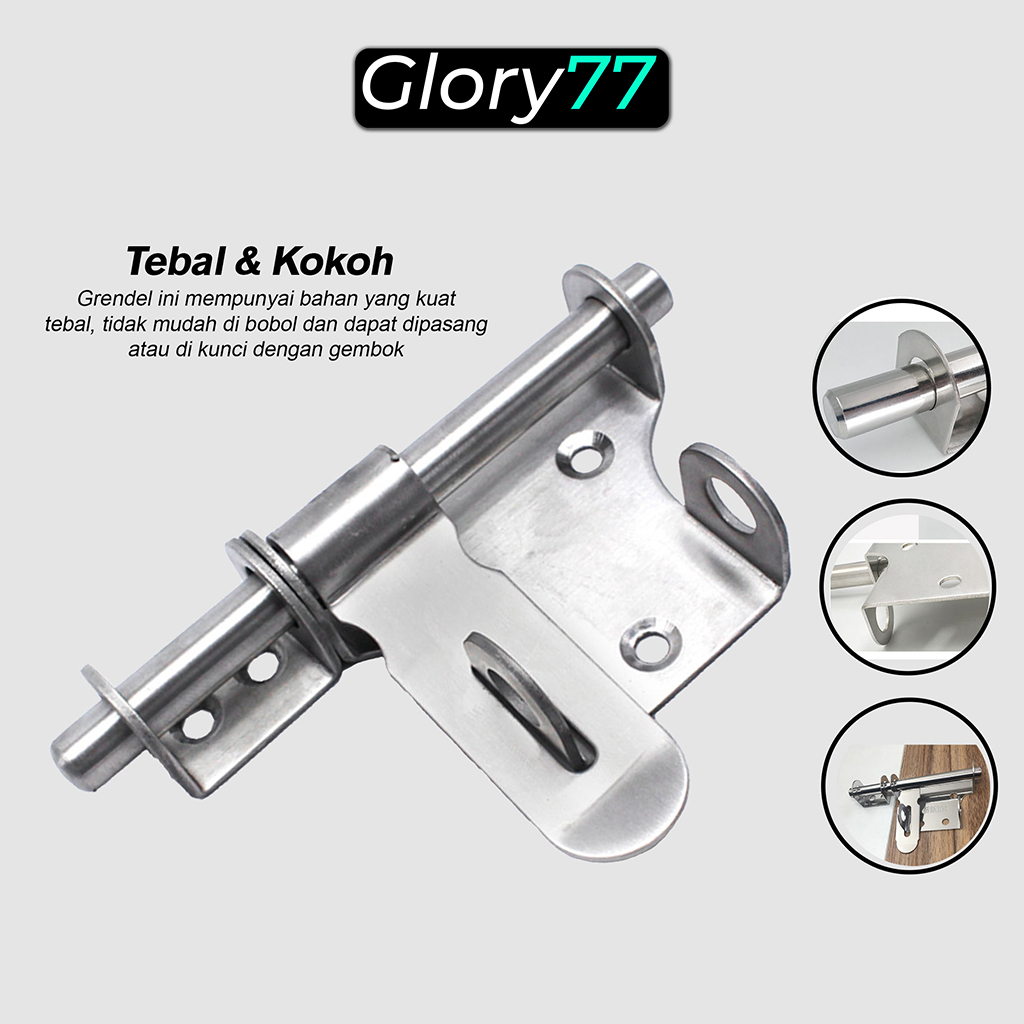 Glory77
Tebal & Kokoh
Grendel ini mempunyai bahan yang kuat
tebal, tidak mudah di bobol dan dapat dipasang
atau di kunci dengan gembok